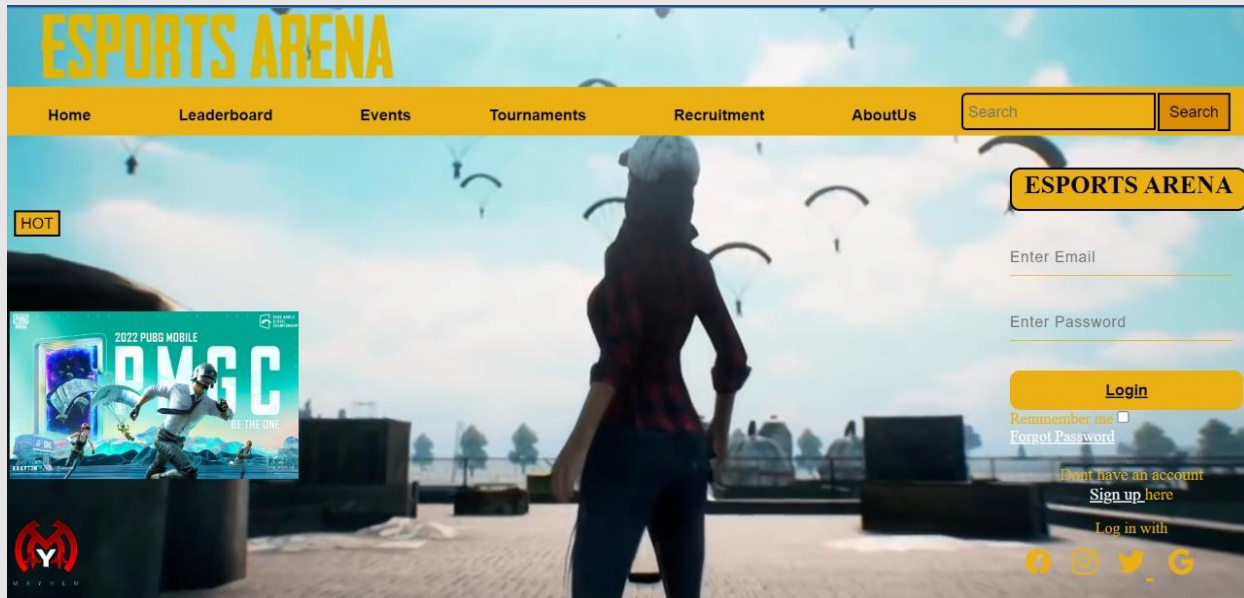 ESPORTS ARENA
Home Leaderboard Events Tournaments Recruitment AboutUs Search Search
ESPORTS ARENA
HOT
Enter Email
Enter Password
2022 PUBG MOBILE
PMGC
BE THE ONE
KRAFTON
Login
Remmember me
Forgot Password
Dont have an account
Sign up here
Log in with
MAYHEM